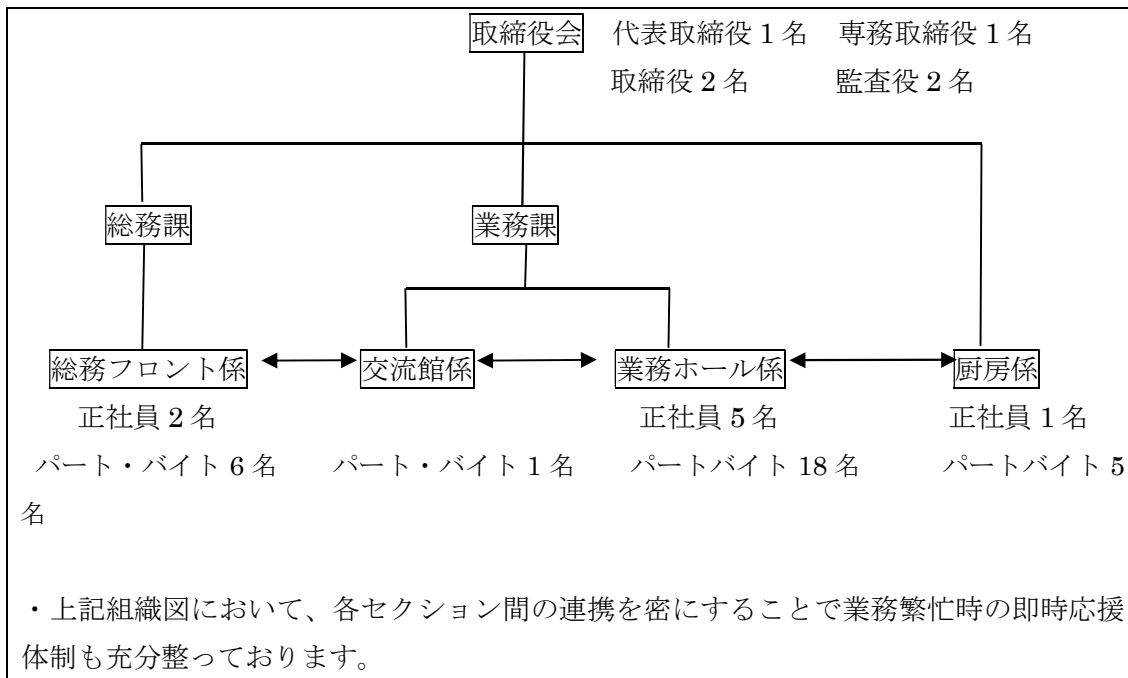 取締役会 代表取締役 1 名 専務取締役 1 名
取締役 2 名 監査役 2 名
総務課 業務課
総務フロント係 交流館係 業務ホール係 厨房係
正社員 2 名 正社員 5 名 正社員 1 名
パート・バイト 6 名 パート・バイト 1 名 パートバイト 18 名 パートバイト 5
名
・上記組織図において、各セクション間の連携を密にすることで業務繁忙時の即時応援
体制も充分整っております。